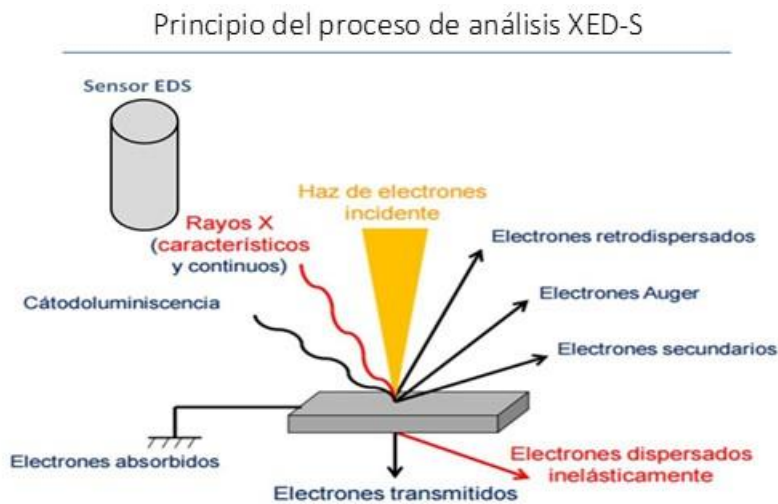 Principio del proceso de análisis XED-S
Sensor EDS
Haz de electrones
incidente
Rayos X
(característicos
y continuos)
Electrones retrodispersados
Cátodoluminiscencia
Electrones Auger
Electrones secundarios
Electrones absorbidos
Electrones dispersados
inelásticamente
Electrones transmitidos